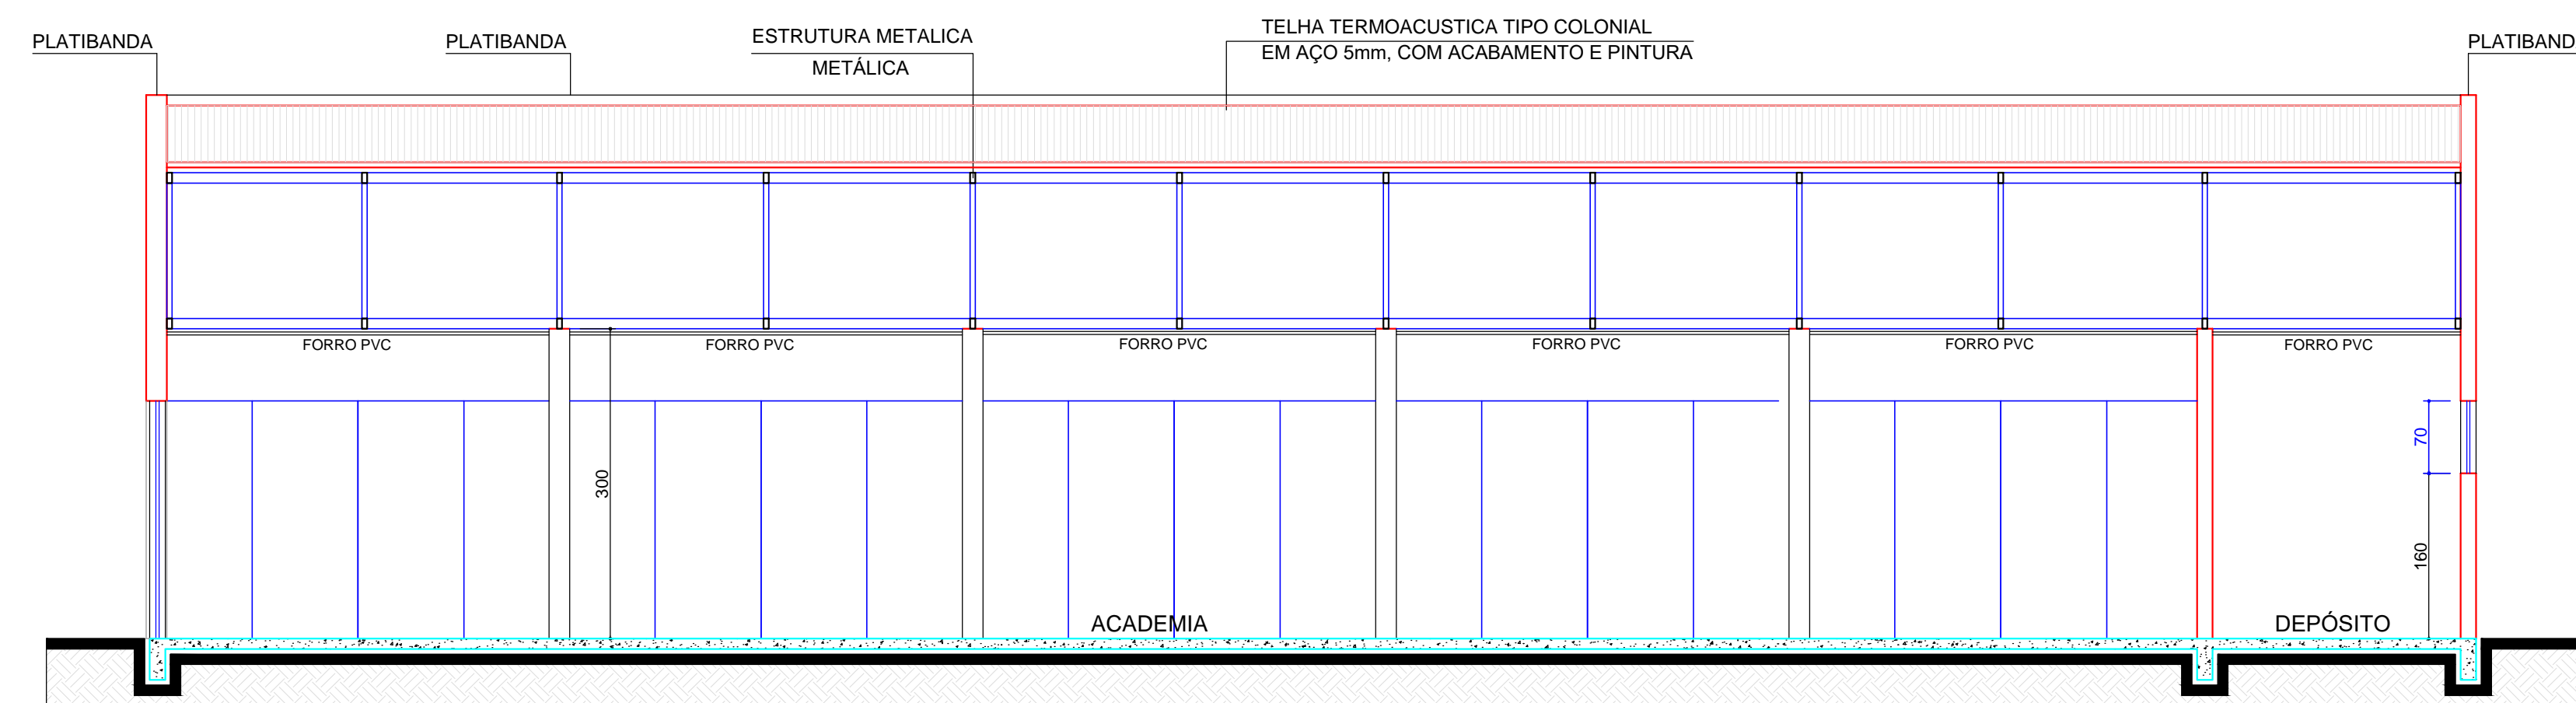 PLATIBANDA
PLATIBANDA
ESTRUTURA METALICA
METÁLICA
TELHA TERMOACUSTICA TIPO COLONIAL
EM AÇO 5mm, COM ACABAMENTO E PINTURA
PLATIBAND
FORRO PVC
FORRO PVC
FORRO PVC
FORRO PVC
FORRO PVC
FORRO PVC
300
70
160
ACADEMIA
DEPÓSITO